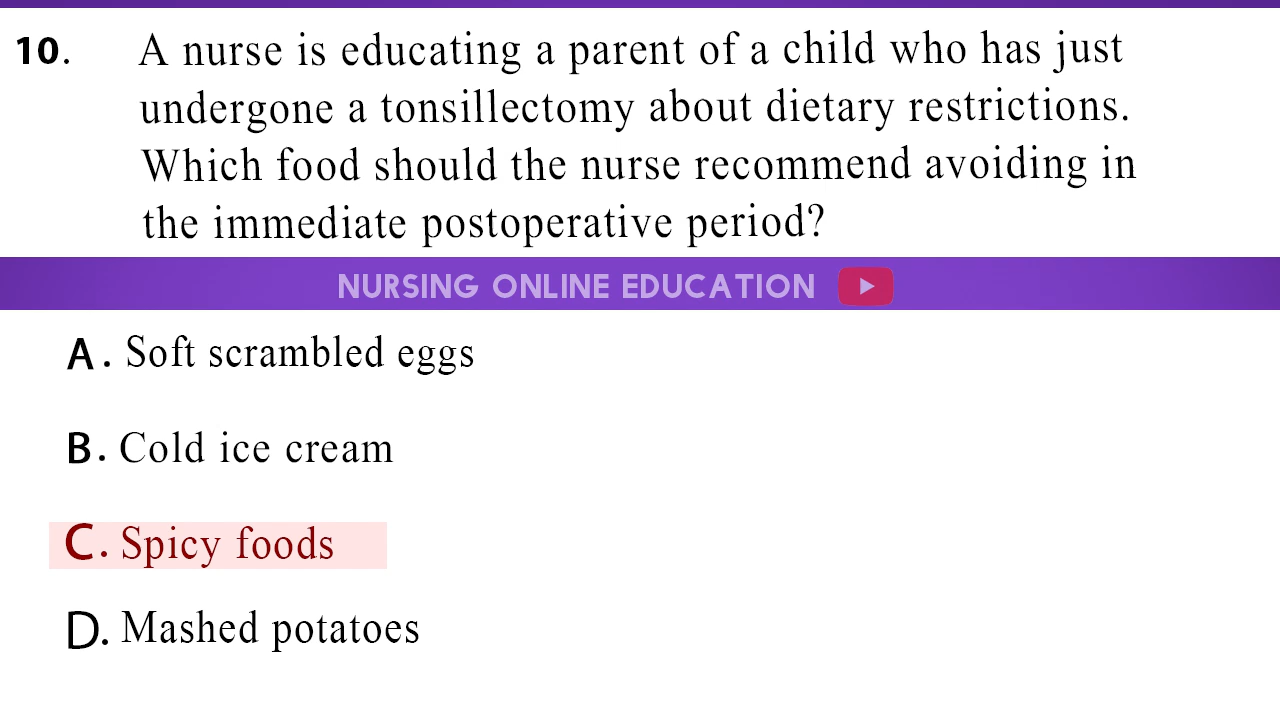 10. A nurse is educating a parent of a child who has just
undergone a tonsillectomy about dietary restrictions.
Which food should the nurse recommend avoiding in
the immediate postoperative period?
NURSING ONLINE EDUCATION
A. Soft scrambled eggs
B. Cold ice cream
C. Spicy foods
D. Mashed potatoes